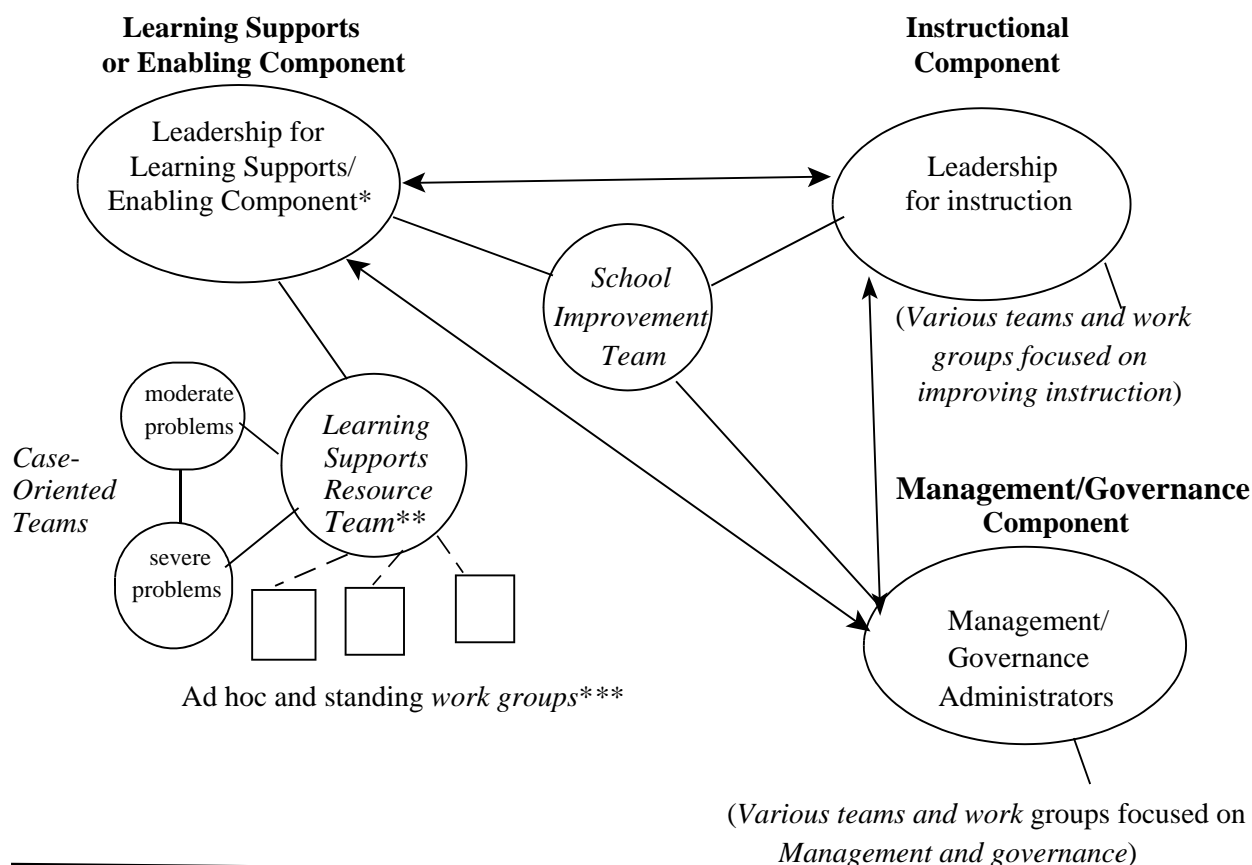 Learning Supports
or Enabling Component
Leadership for
Learning Supports/
Enabling Component*
Instructional
Component
Leadership
for instruction
School
Improvement
Team
(Various teams and work
groups focused on
improving instruction)
moderate
problems
Case-
Oriented
Teams
severe
problems
Learning
Supports
Resource
Team**
Ad hoc and standing work groups***
Management/Governance
Component
Management/
Governance
Administrators
(Various teams and work groups focused on
Management and governance)